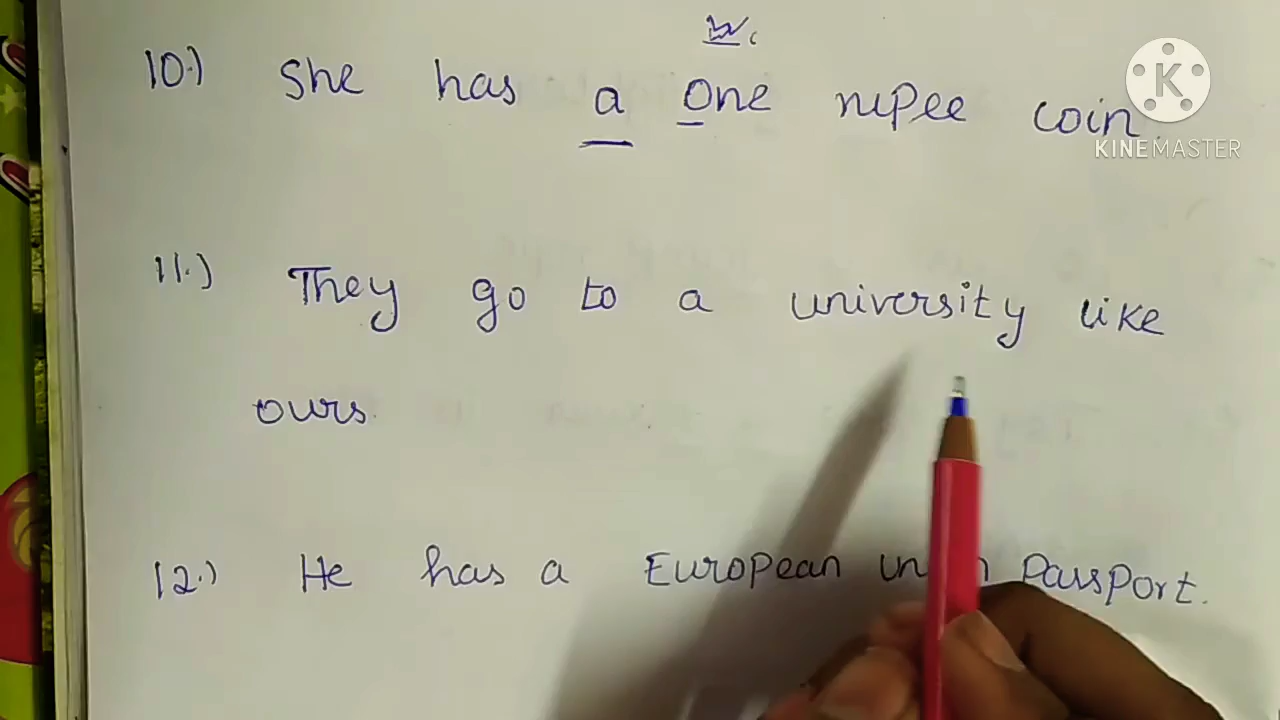 10.) She has a one rupee coin.
K
KINEMASTER
11.) They go to a university like
ours.
12.) He has a European Passport.